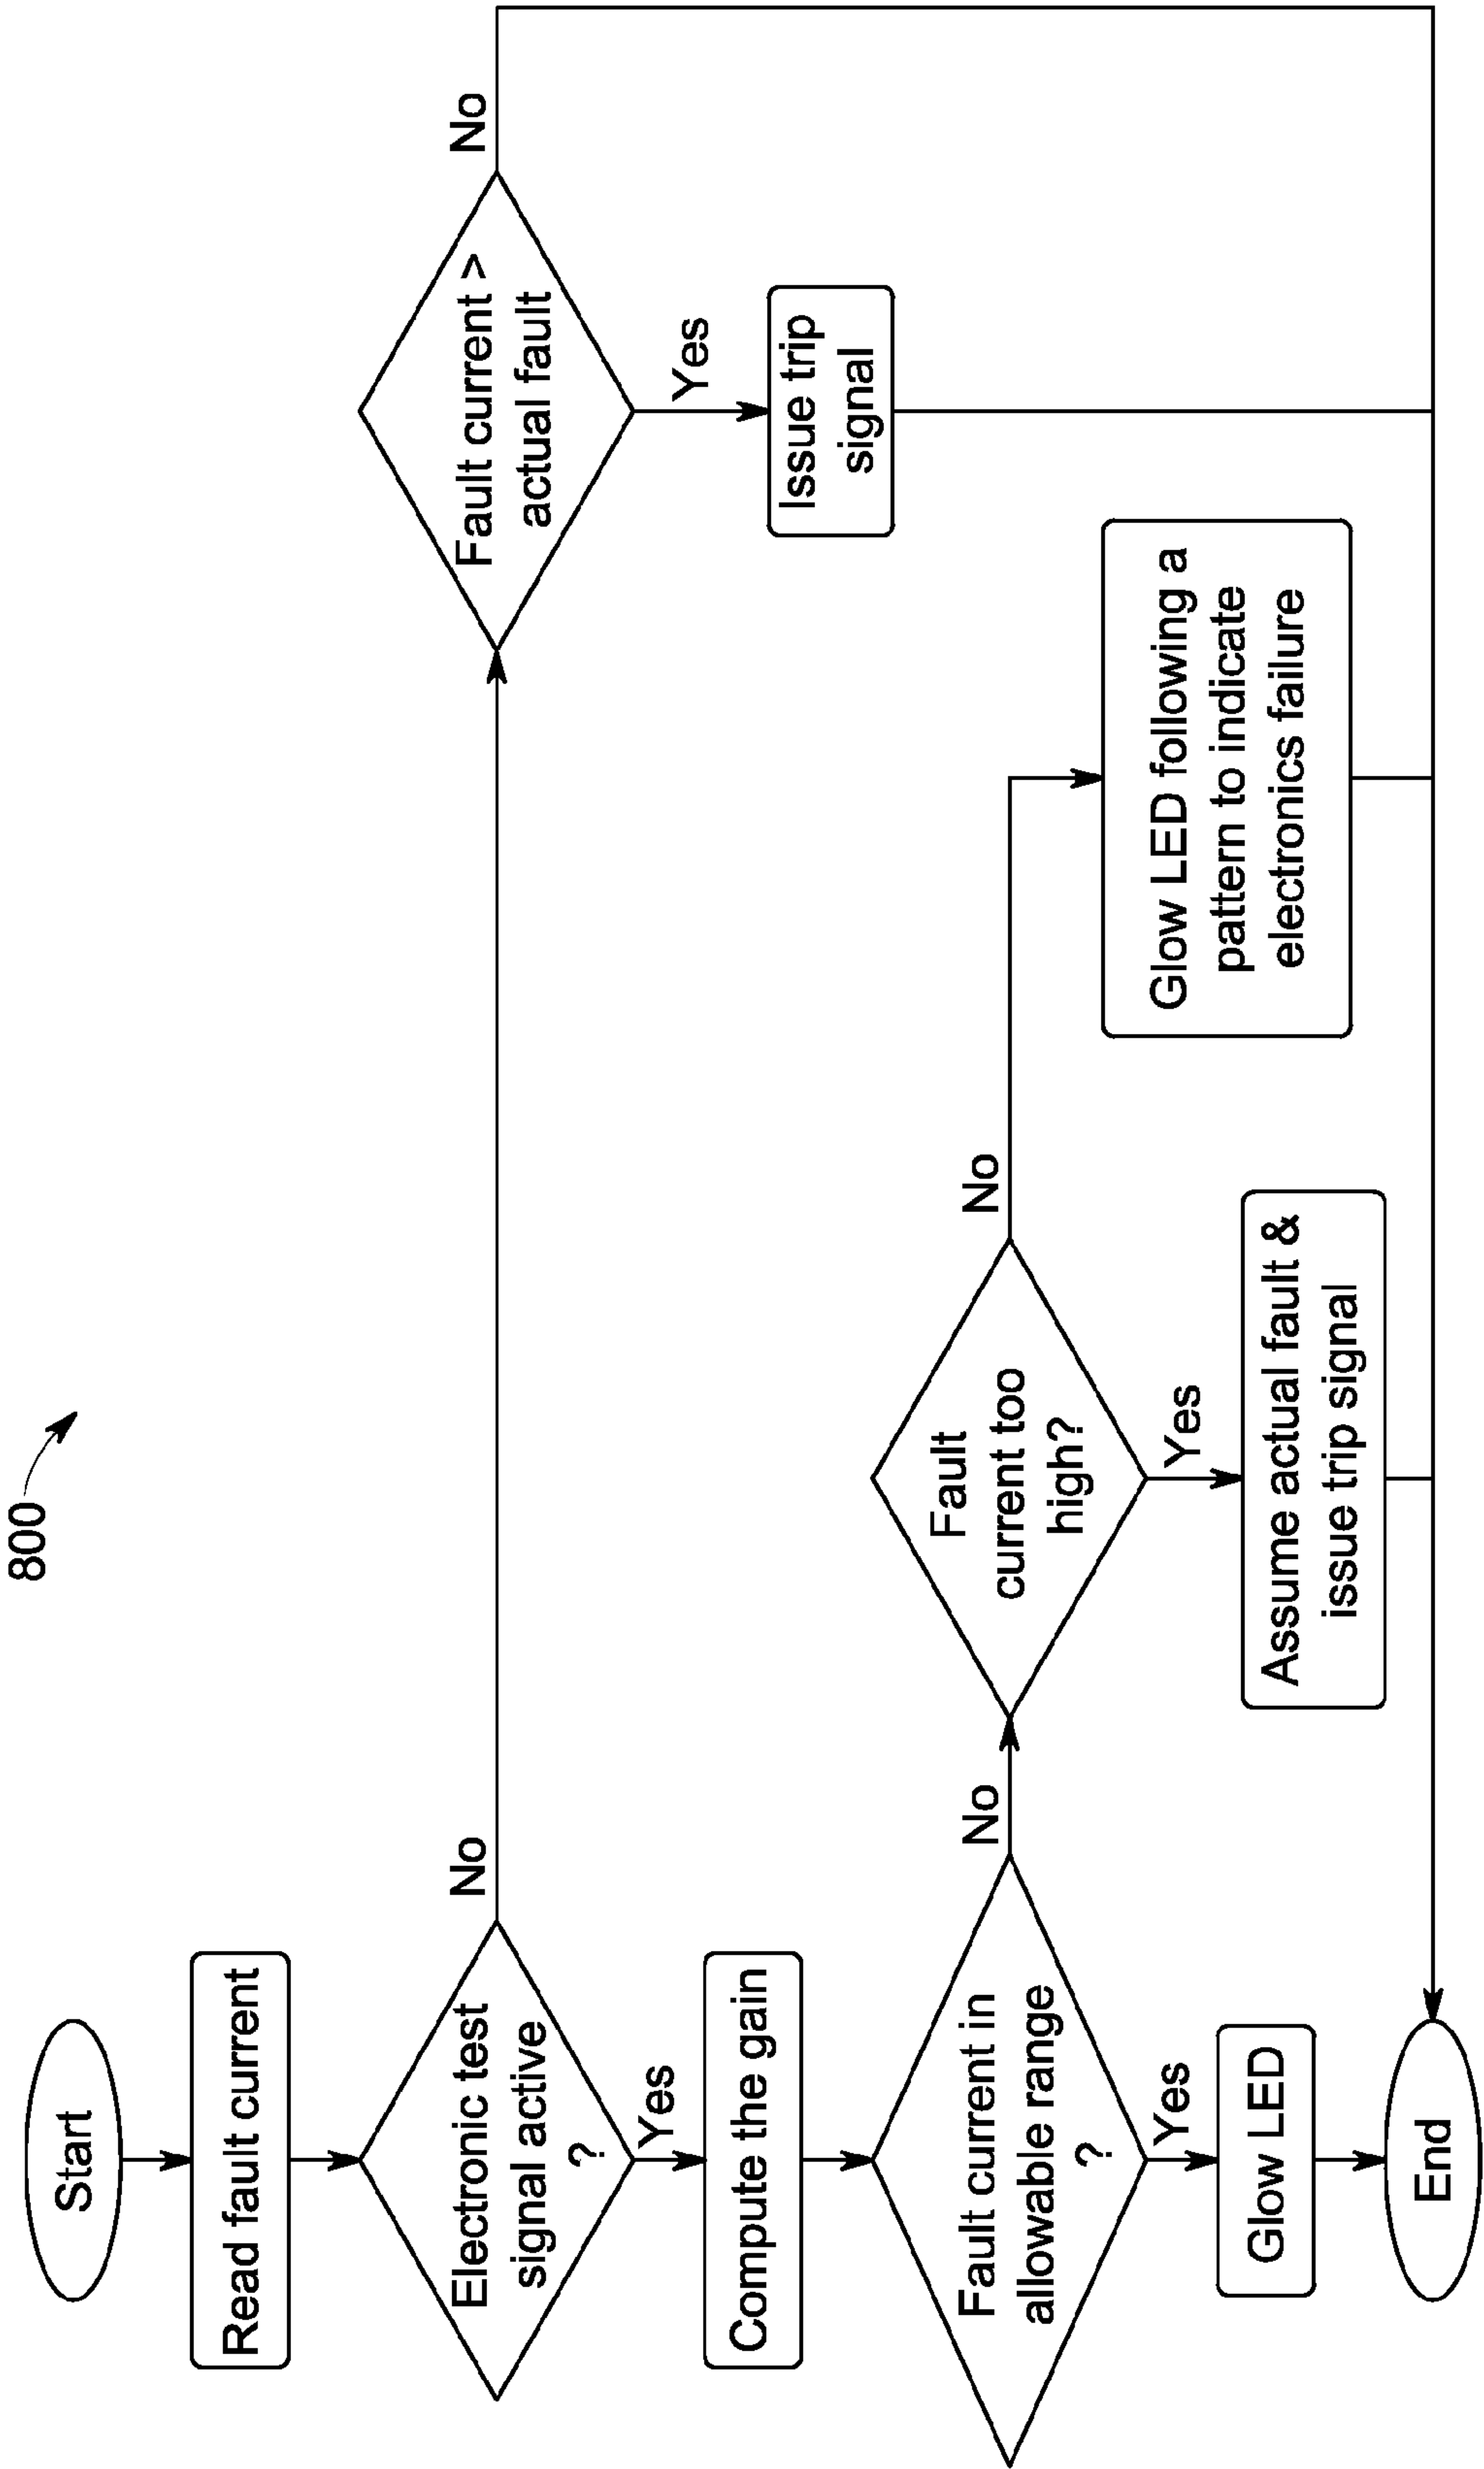 800
Start
Read fault current
Electronic test
signal active
?
No
Yes
Fault current >
actual fault
No
Yes
Issue trip
signal
Compute the gain
Fault current in
allowable range
?
No
Yes
Fault
current too
high?
No
Yes
Glow LED following a
pattern to indicate
electronics failure
Assume actual fault &
issue trip signal
Glow LED
End